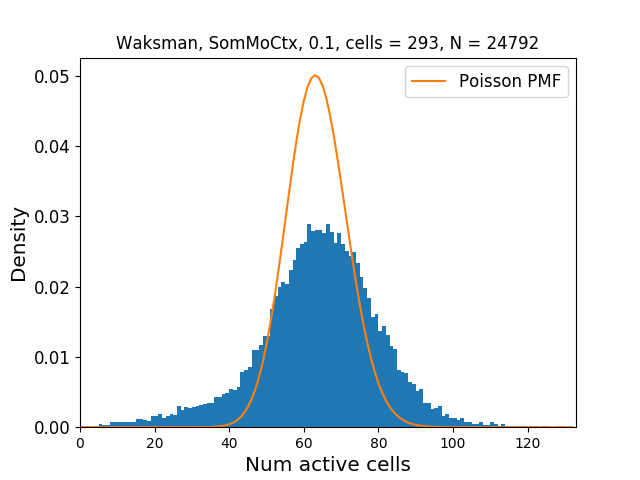 Waksman, SomMoCtx, 0.1, cells = 293, N = 24792
Poisson PMF
0.05
0.04
0.03
0.02
0.01
0.00
Density
0 20 40 60 80 100 120
Num active cells